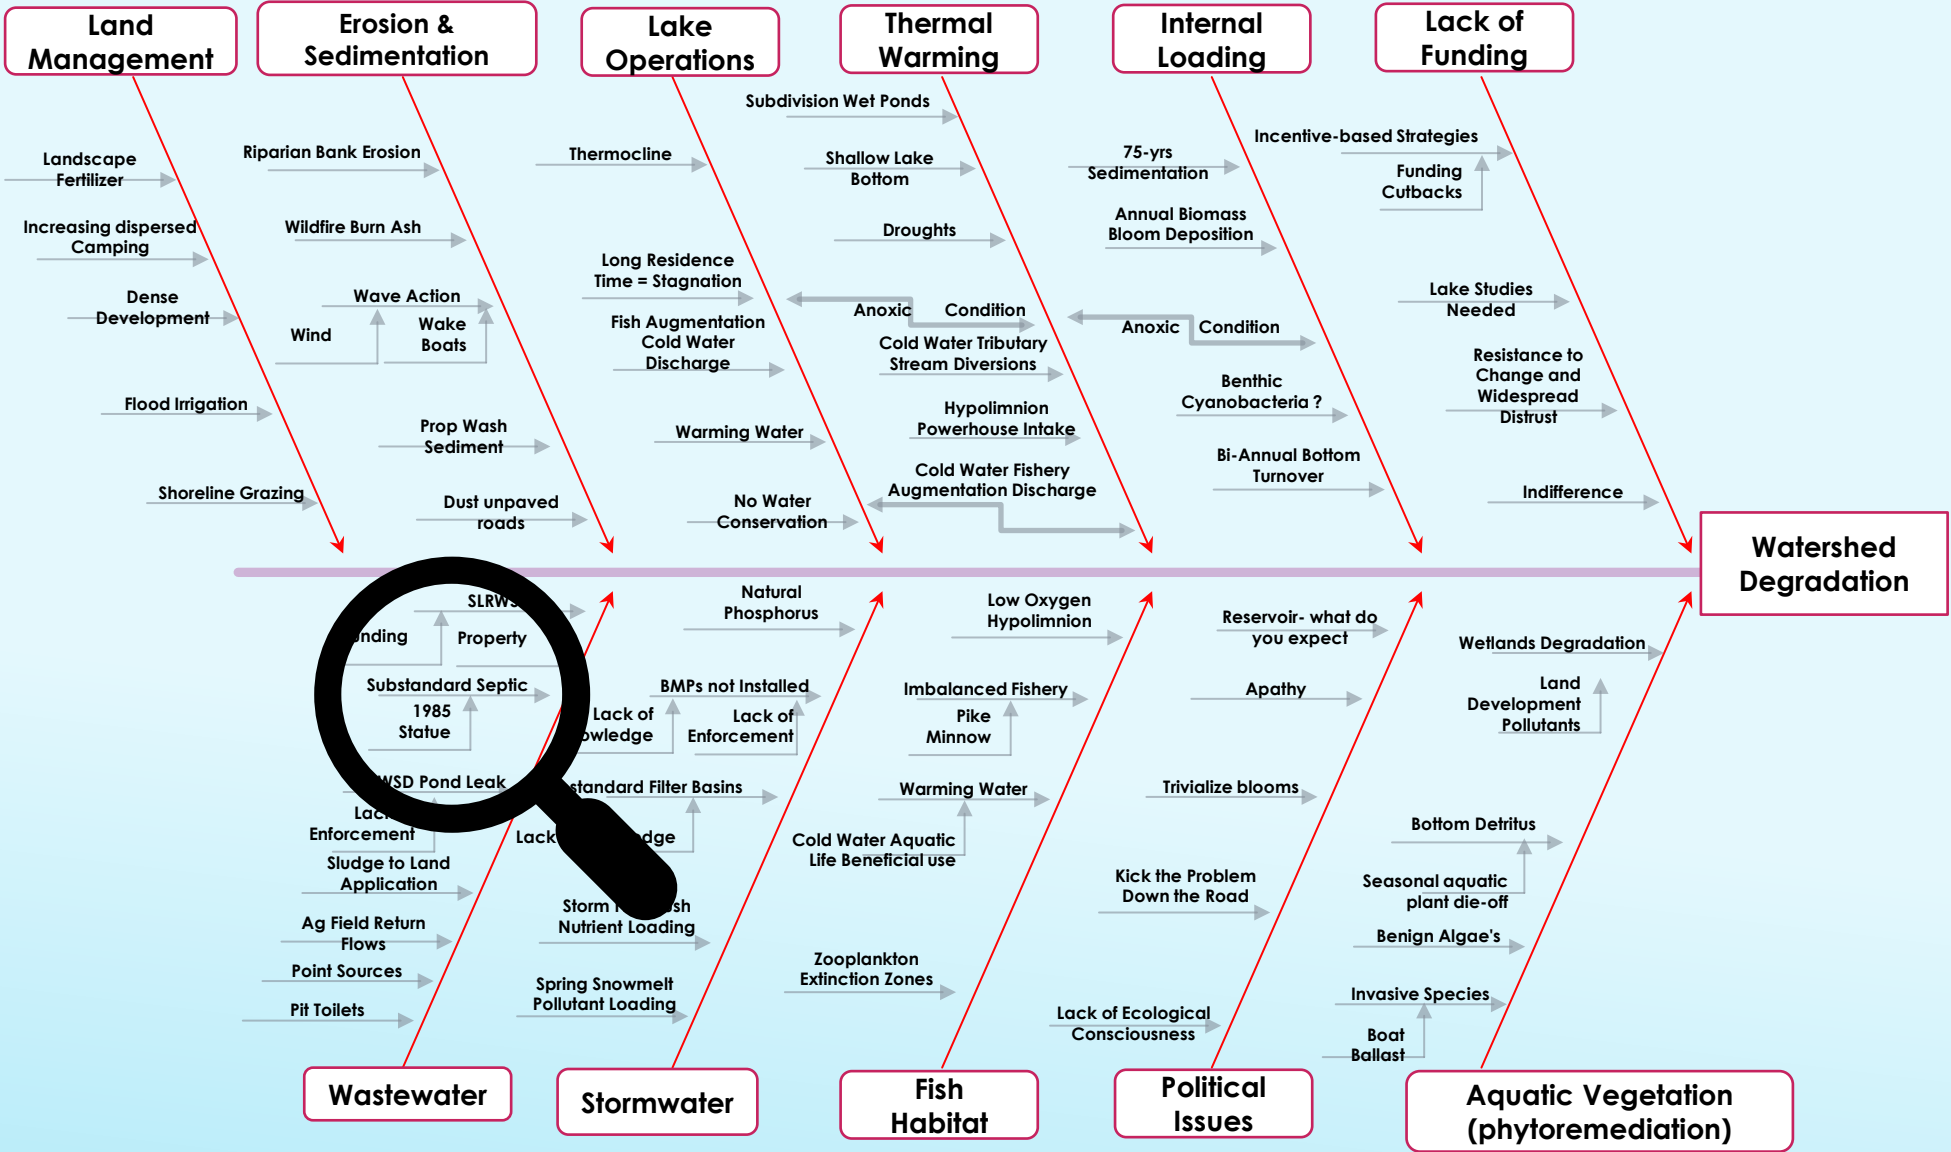 Land
Management
Erosion &
Sedimentation
Lake
Operations
Thermal
Warming
Internal
Loading
Lack of
Funding
Landscape
Fertilizer
Increasing dispersed
Camping
Dense
Development
Flood Irrigation
Shoreline Grazing
Riparian Bank Erosion
Wildfire Burn Ash
Wave Action
Wind
Wake
Boats
Prop Wash
Sediment
Dust unpaved
roads
Thermocline
Long Residence
Time = Stagnation
Fish Augmentation
Cold Water
Discharge
Warming Water
No Water
Conservation
Subdivision Wet Ponds
Shallow Lake
Bottom
Droughts
Anoxic Condition
Cold Water Tributary
Stream Diversions
Hypolimnion
Powerhouse Intake
Cold Water Fishery
Augmentation Discharge
75-yrs
Sedimentation
Annual Biomass
Bloom Deposition
Anoxic Condition
Benthic
Cyanobacteria ?
Bi-Annual Bottom
Turnover
Incentive-based Strategies
Funding
Cutbacks
Lake Studies
Needed
Resistance to
Change and
Widespread
Distrust
Indifference
Watershed
Degradation
Property
Substandard Septic
1985
Statue
Pond Leak
Enforcement
Sludge to Land
Application
Ag Field Return
Flows
Point Sources
Pit Toilets
Wastewater
Natural
Phosphorus
BMPs not Installed
Lack of
Lack of
Enforcement
Filter Basins
Lack
Storm
Nutrient Loading
Spring Snowmelt
Pollutant Loading
Stormwater
Low Oxygen
Hypolimnion
Imbalanced Fishery
Pike
Minnow
Warming Water
Cold Water Aquatic
Life Beneficial use
Zooplankton
Extinction Zones
Fish
Habitat
Reservoir- what do
you expect
Apathy
Trivialize blooms
Kick the Problem
Down the Road
Lack of Ecological
Consciousness
Political
Issues
Wetlands Degradation
Land
Development
Pollutants
Bottom Detritus
Seasonal aquatic
plant die-off
Benign Algae's
Invasive Species
Boat
Ballast
Aquatic Vegetation
(phytoremediation)